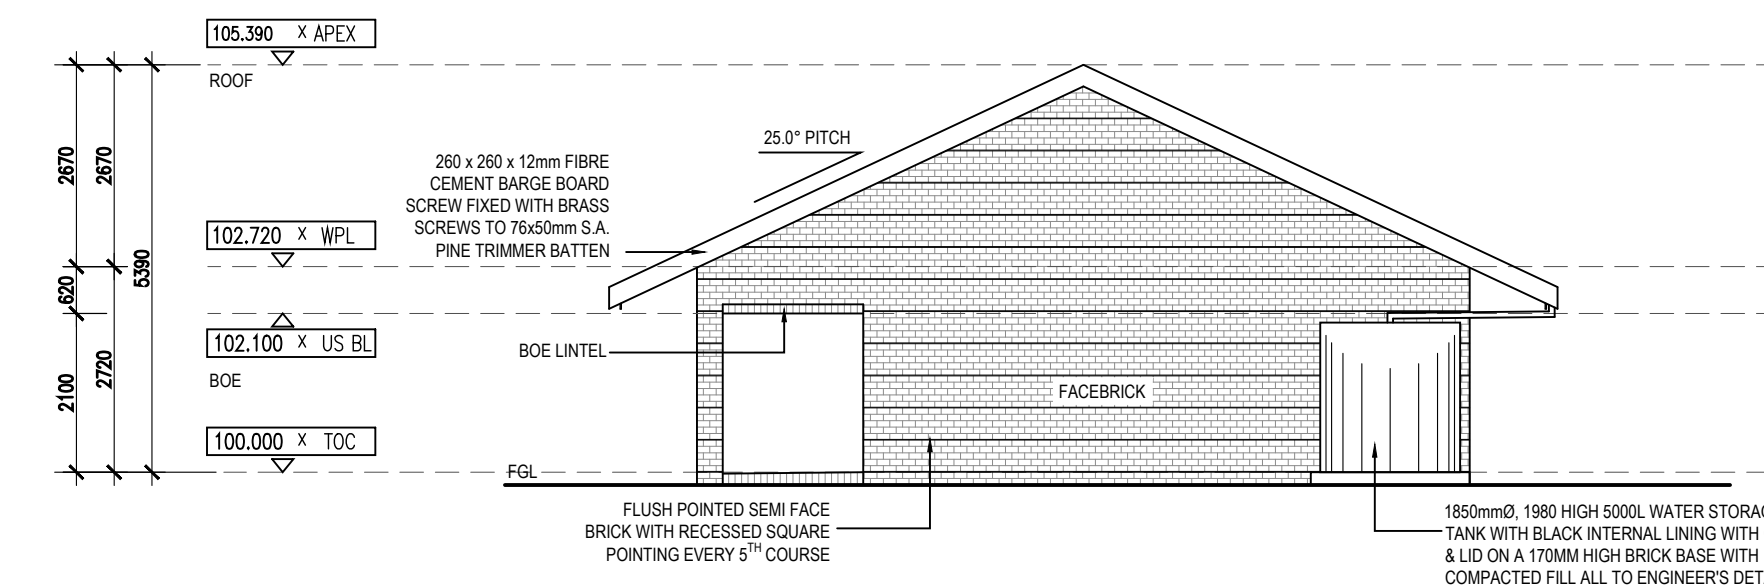 105.390 X APEX
ROOF
25.0° PITCH
260 x 260 x 12mm FIBRE
CEMENT BARGE BOARD
SCREW FIXED WITH BRASS
SCREWS TO 76x50mm S.A.
PINE TRIMMER BATTEN
2670
2670
102.720 X WPL
5390
620
102.100 X US BL
BOE
BOE LINTEL
2100
2720
FACEBRICK
100.000 X TOC
FGL
FLUSH POINTED SEMI FACE
BRICK WITH RECESSED SQUARE
POINTING EVERY 5TH COURSE
1850mmØ, 1980 HIGH 5000L WATER STORAG
TANK WITH BLACK INTERNAL LINING WITH
& LID ON A 170MM HIGH BRICK BASE WITH
COMPACTED FILL ALL TO ENGINEER'S DET